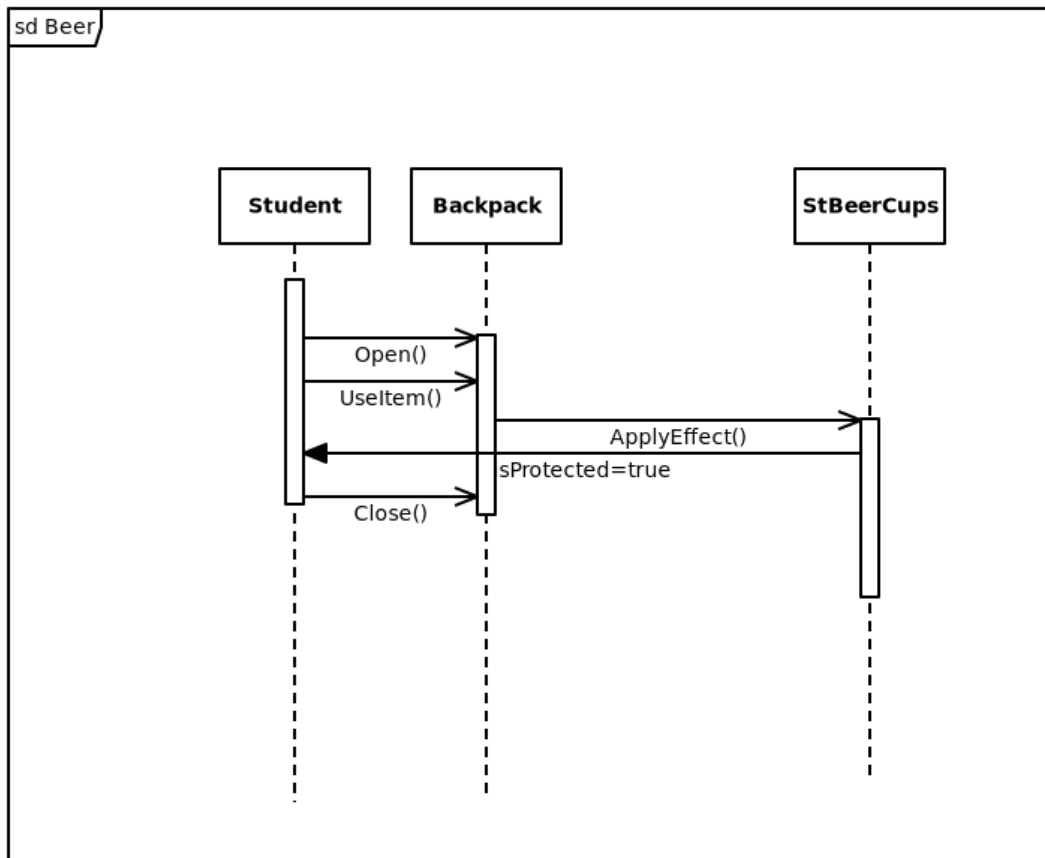 sd Beer
Student
Backpack
StBeerCups
Open()
UseItem()
ApplyEffect()
sProtected=true
Close()